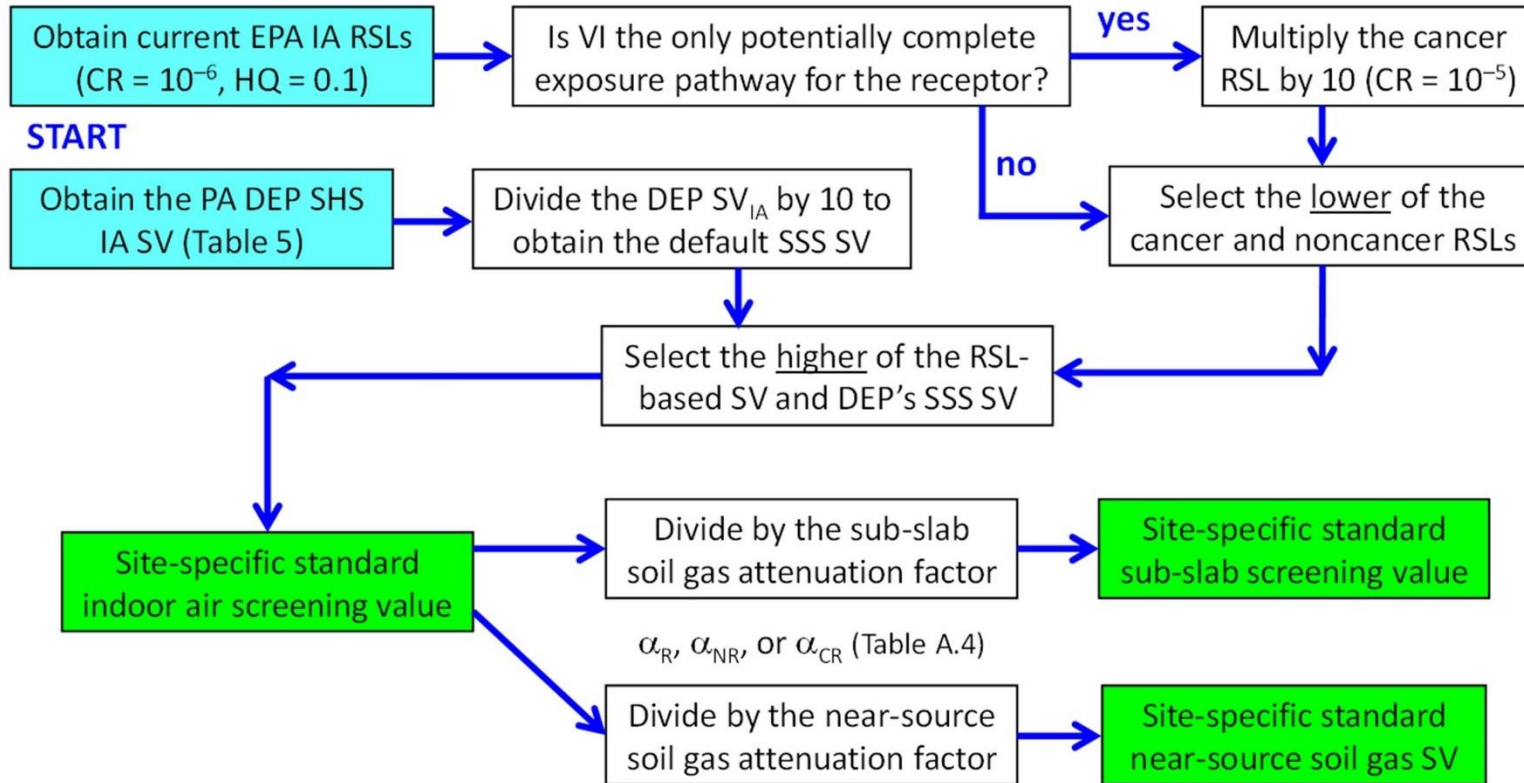 Obtain current EPA IA RSLs
(CR = 10⁻⁶, HQ = 0.1)
Is VI the only potentially complete
exposure pathway for the receptor?
yes
Multiply the cancer
RSL by 10 (CR = 10⁻⁵)
START
no
Obtain the PA DEP SHS
IA SV (Table 5)
Divide the DEP SV_IA by 10 to
obtain the default SSS SV
Select the lower of the
cancer and noncancer RSLs
Select the higher of the RSL-
based SV and DEP’s SSS SV
Site-specific standard
indoor air screening value
Divide by the sub-slab
soil gas attenuation factor
Site-specific standard
sub-slab screening value
α_R, α_NR, or α_CR (Table A.4)
Divide by the near-source
soil gas attenuation factor
Site-specific standard
near-source soil gas SV